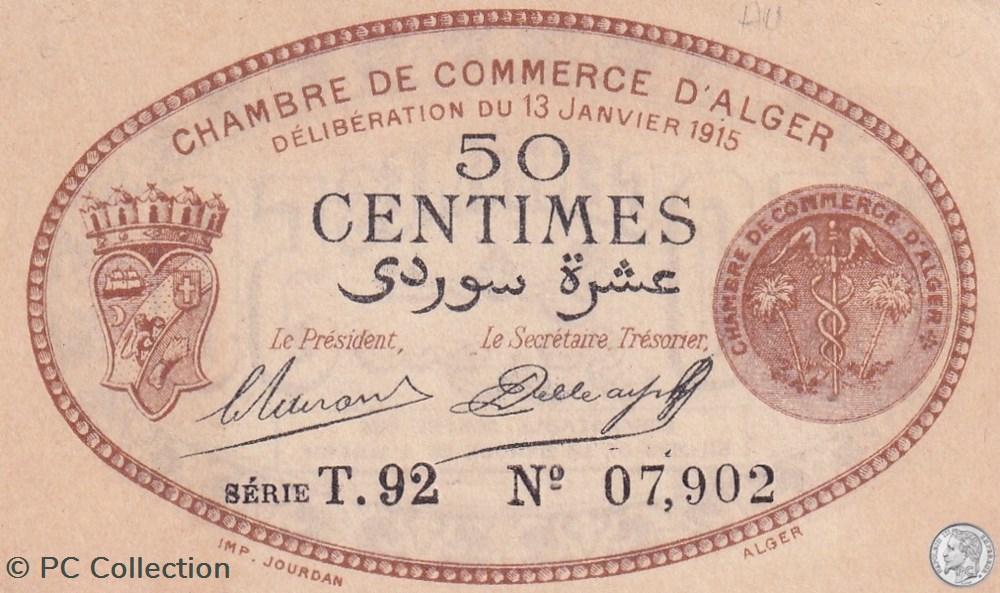 AU
CHAMBRE DE COMMERCE D'ALGER
DÉLIBÉRATION DU 13 JANVIER 1915
50
CENTIMES
عشرة سوردى
CHAMBRE DE COMMERCE D'ALGER
Le Président,
Le Secrétaire Trésorier,
SÉRIE T.92 Nº 07,902
IMP. JOURDAN
ALGER
© PC Collection